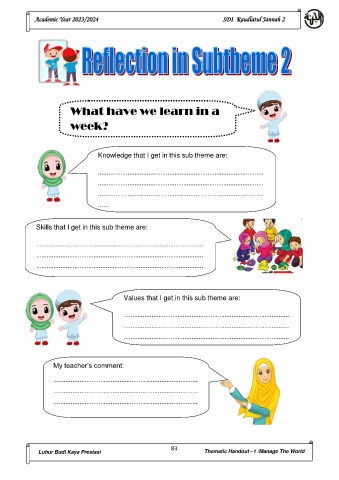 Academic Year 2023/2024
SDI Raudlatul Jannah 2
Reflection in Subtheme 2
What have we learn in a
week?
Knowledge that I get in this sub theme are:
Skills that I get in this sub theme are:
Values that I get in this sub theme are:
My teacher's comment:
Luhur Budi Kaya Prestasi
83
Thematic Handout –1 /Manage The World